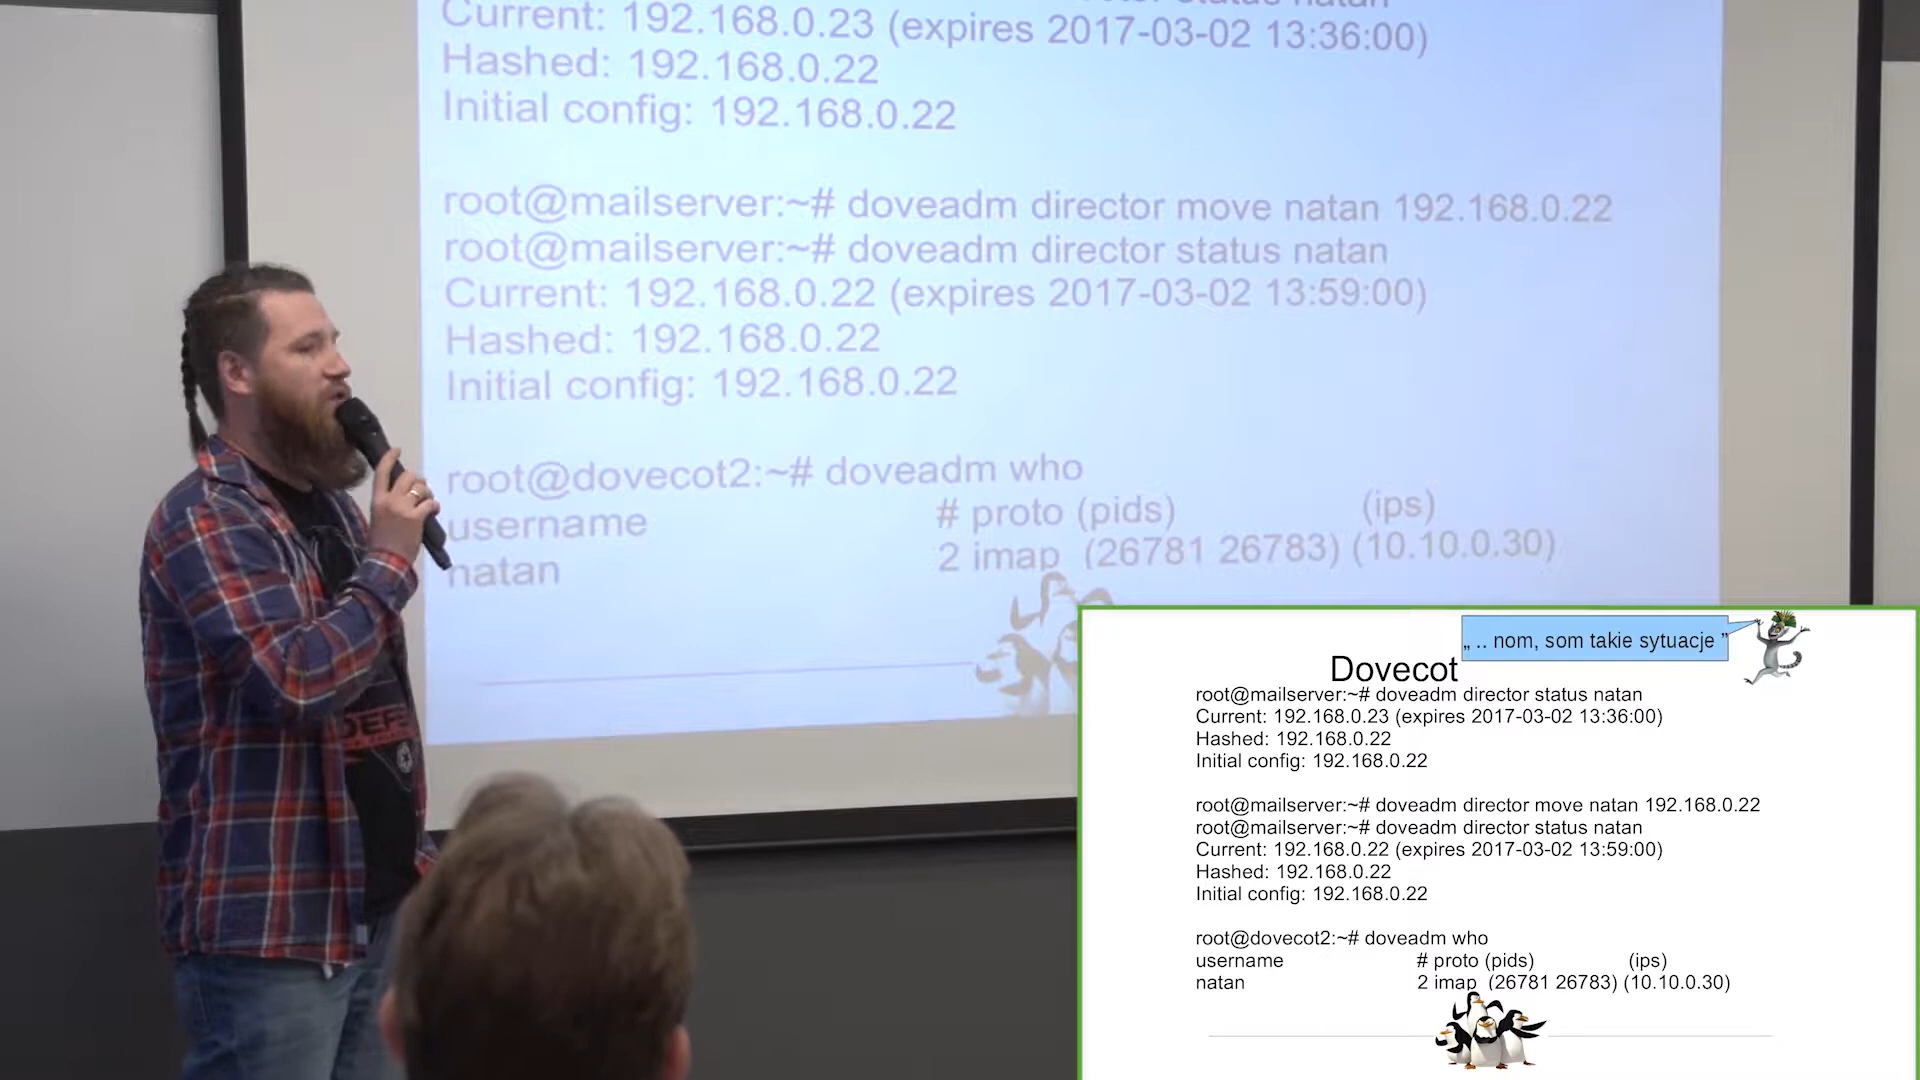 Current: 192.168.0.23 (expires 2017-03-02 13:36:00)
Hashed: 192.168.0.22
Initial config: 192.168.0.22
root@mailserver:~# doveadm director move natan 192.168.0.22
root@mailserver:~# doveadm director status natan
Current: 192.168.0.22 (expires 2017-03-02 13:59:00)
Hashed: 192.168.0.22
Initial config: 192.168.0.22
root@dovecot2:~# doveadm who
username # proto (pids) (ips)
natan 2 imap (26781 26783) (10.10.0.30)
„ .. nom, som takie sytuacje ”
Dovecot
root@mailserver:~# doveadm director status natan
Current: 192.168.0.23 (expires 2017-03-02 13:36:00)
Hashed: 192.168.0.22
Initial config: 192.168.0.22
root@mailserver:~# doveadm director move natan 192.168.0.22
root@mailserver:~# doveadm director status natan
Current: 192.168.0.22 (expires 2017-03-02 13:59:00)
Hashed: 192.168.0.22
Initial config: 192.168.0.22
root@dovecot2:~# doveadm who
username # proto (pids) (ips)
natan 2 imap (26781 26783) (10.10.0.30)